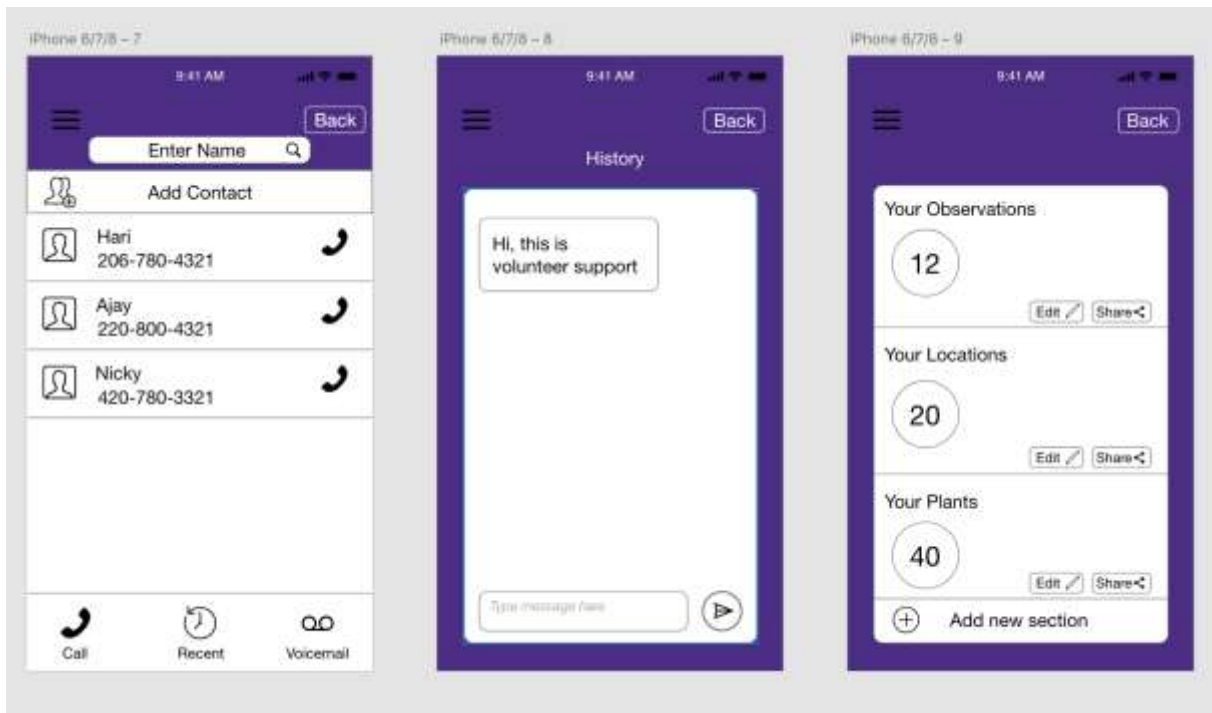 iPhone 6/7/8 – 7
9:41 AM
Back
Enter Name
Add Contact
Hari
206-780-4321
Ajay
220-800-4321
Nicky
420-780-3321
Call
Recent
Voicemail
iPhone 6/7/8 – 8
9:41 AM
Back
History
Hi, this is
volunteer support
Type message here
iPhone 6/7/8 – 9
9:41 AM
Back
Your Observations
12
Edit
Share
Your Locations
20
Edit
Share
Your Plants
40
Edit
Share
Add new section